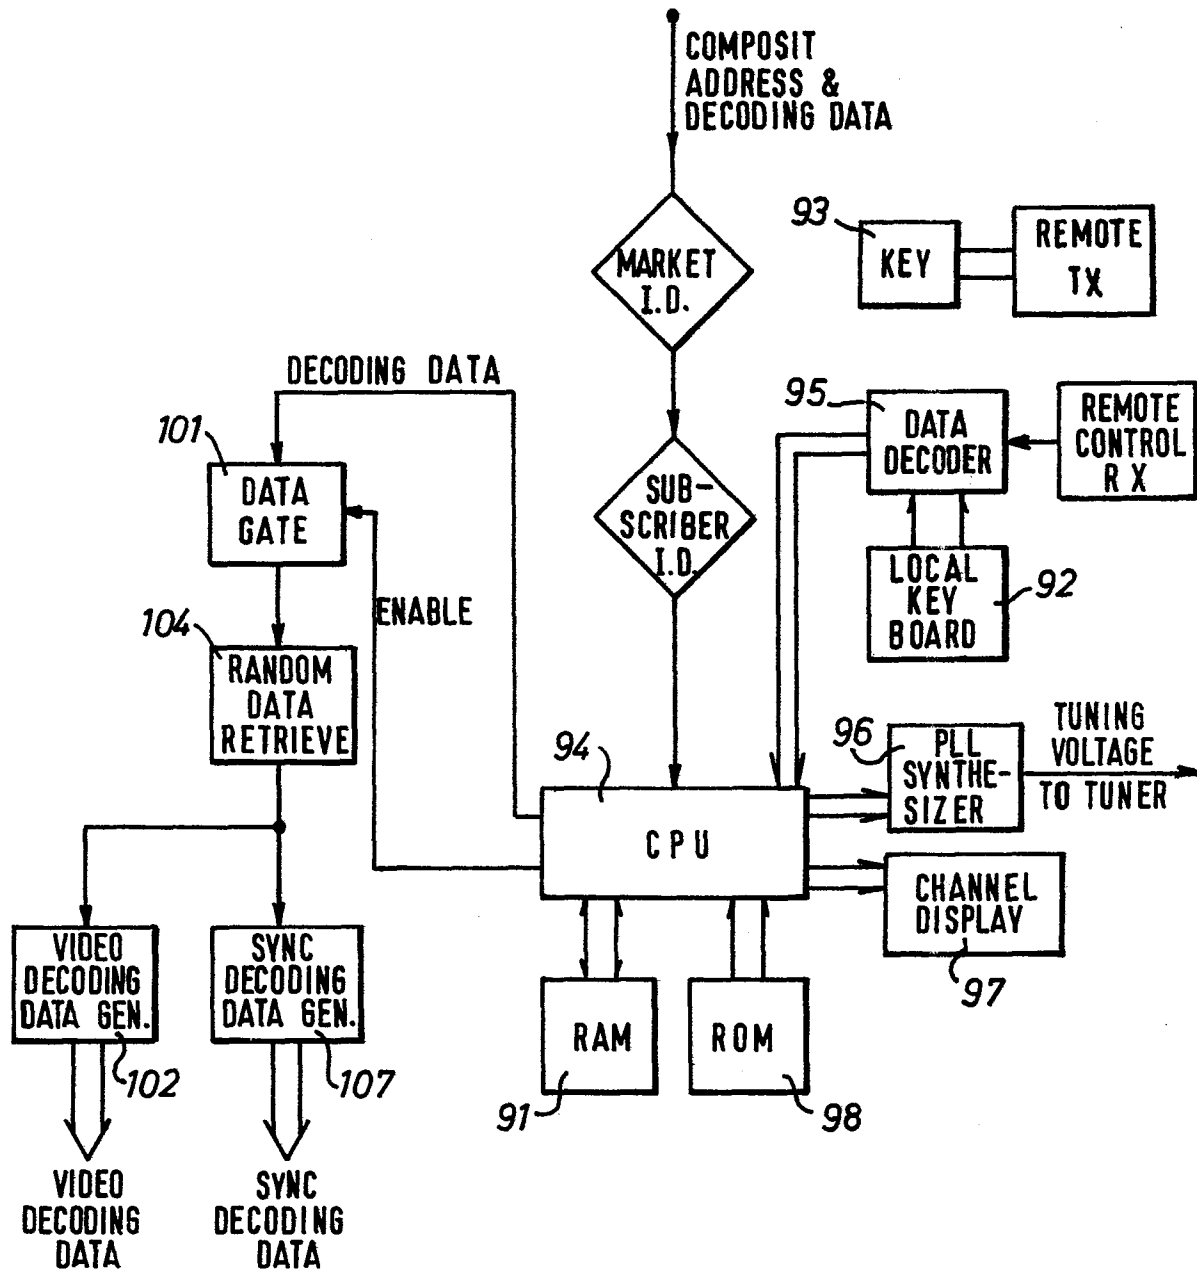 COMPOSIT
ADDRESS &
DECODING DATA
MARKET
I.D.
93
KEY
REMOTE
TX
DECODING DATA
101
DATA
GATE
ENABLE
SUB-
SCRIBER
I.D.
95
DATA
DECODER
REMOTE
CONTROL
RX
LOCAL
KEY
BOARD
92
104
RANDOM
DATA
RETRIEVE
94
CPU
96
PLL
SYNTHE-
SIZER
TUNING
VOLTAGE
TO TUNER
CHANNEL
DISPLAY
97
VIDEO
DECODING
DATA GEN.
102
SYNC
DECODING
DATA GEN.
107
RAM
91
ROM
98
VIDEO
DECODING
DATA
SYNC
DECODING
DATA